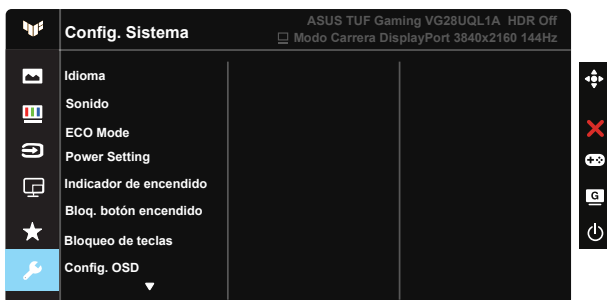 ASUS TUF Gaming VG28UQL1A HDR Off
Config. Sistema
Modo Carrera DisplayPort 3840x2160 144Hz
Idioma
Sonido
ECO Mode
Power Setting
Indicador de encendido
Bloq. botón encendido
Bloqueo de teclas
Config. OSD
G